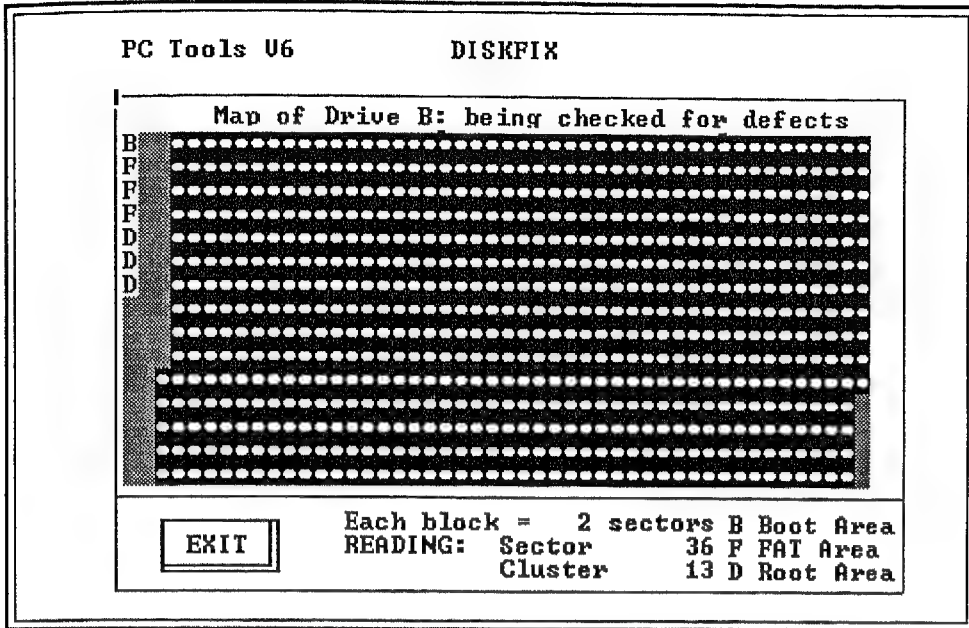 PC Tools V6 DISKFIX
Map of Drive B: being checked for defects
B
F
F
F
D
D
D
EXIT
Each block = 2 sectors B Boot Area
READING: Sector 36 F FAT Area
Cluster 13 D Root Area